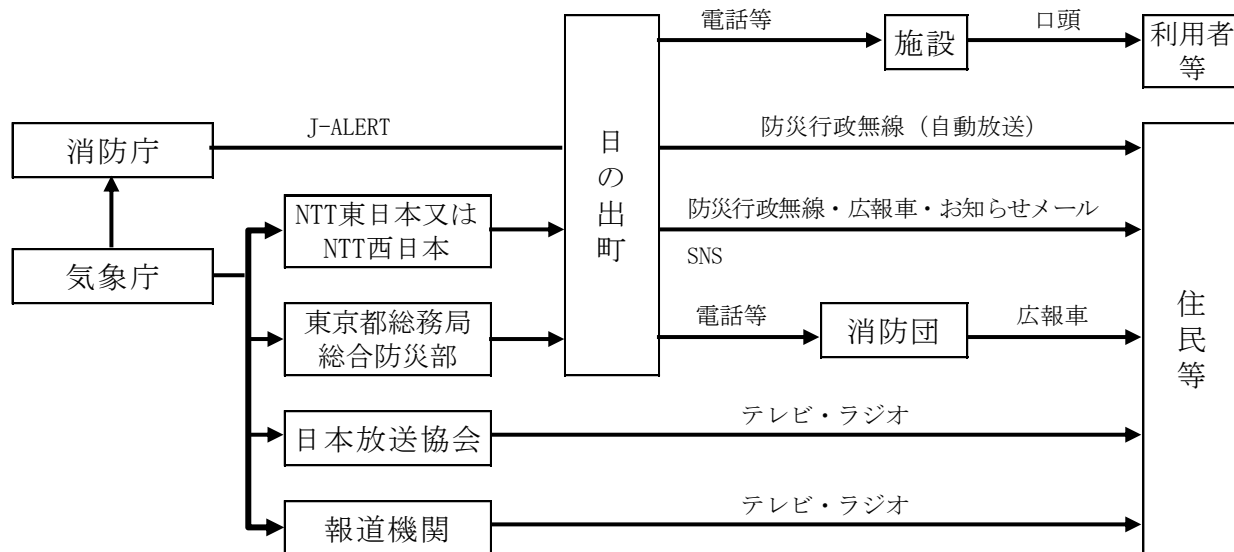 電話等
施設
口頭
利用者
等
消防庁
J-ALERT
日の出町
防災行政無線（自動放送）
住民等
NTT東日本又は
NTT西日本
防災行政無線・広報車・お知らせメール
SNS
気象庁
東京都総務局
総合防災部
電話等
消防団
広報車
日本放送協会
テレビ・ラジオ
報道機関
テレビ・ラジオ